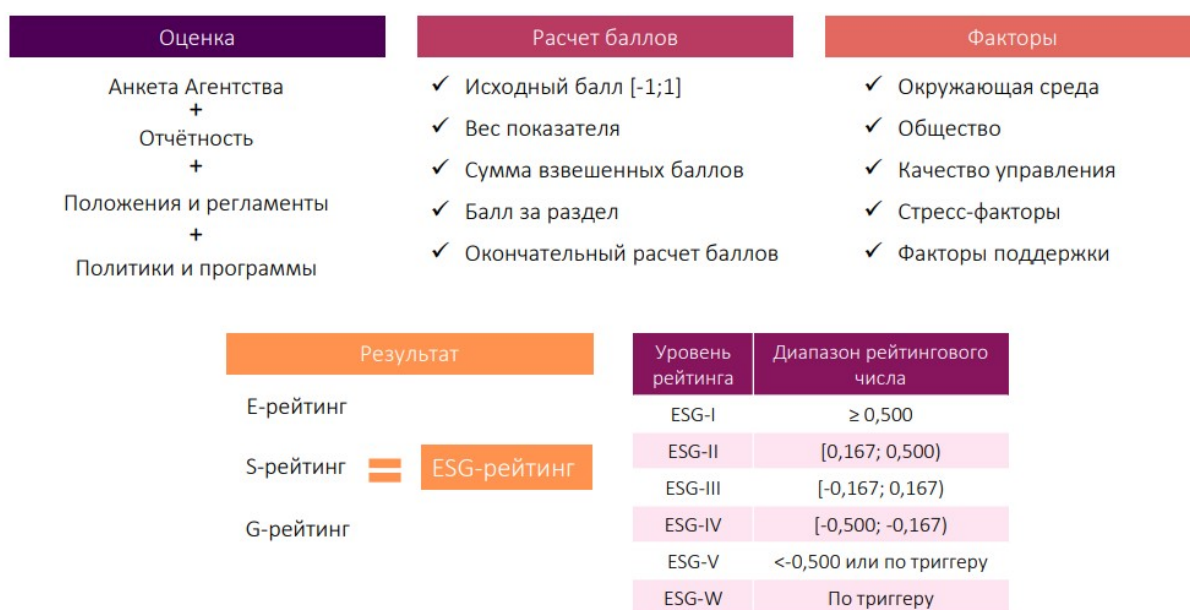 Оценка
Анкета Агентства
+
Отчётность
+
Положения и регламенты
+
Политики и программы
Расчет баллов
✓ Исходный балл [-1;1]
✓ Вес показателя
✓ Сумма взвешенных баллов
✓ Балл за раздел
✓ Окончательный расчет баллов
Факторы
✓ Окружающая среда
✓ Общество
✓ Качество управления
✓ Стресс-факторы
✓ Факторы поддержки
Результат
E-рейтинг
S-рейтинг = ESG-рейтинг
G-рейтинг
Уровень рейтинга | Диапазон рейтингового числа
ESG-I ≥ 0,500
ESG-II [0,167; 0,500)
ESG-III [-0,167; 0,167)
ESG-IV [-0,500; -0,167)
ESG-V <-0,500 или по триггеру
ESG-W По триггеру